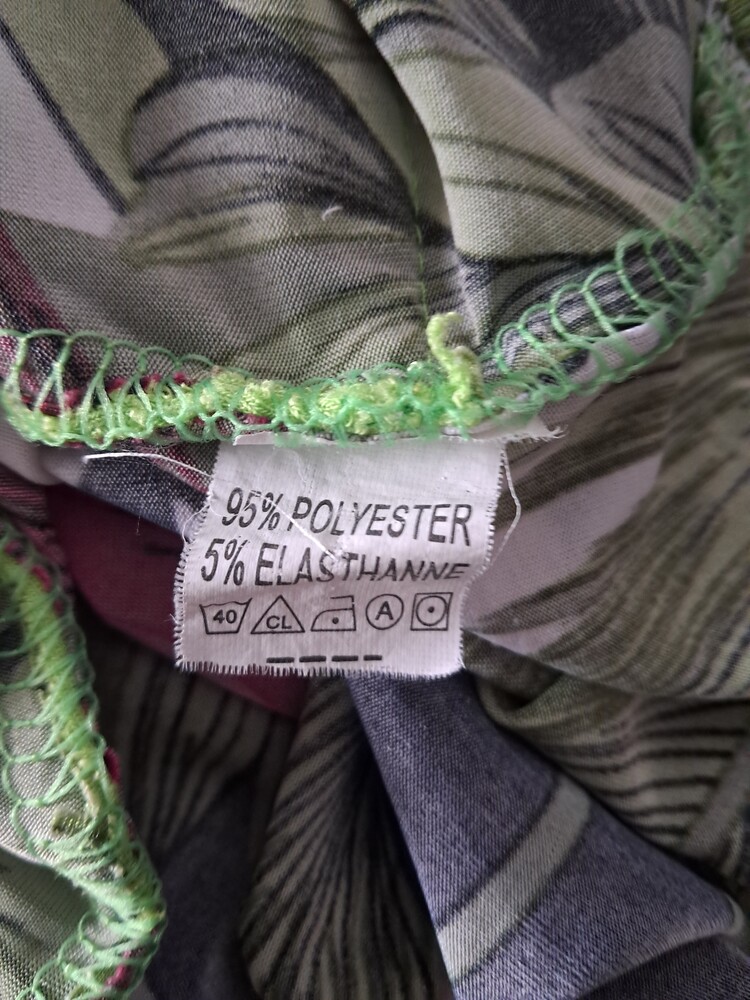 95% POLYESTER
5% ELASTHANNE
40 CL A